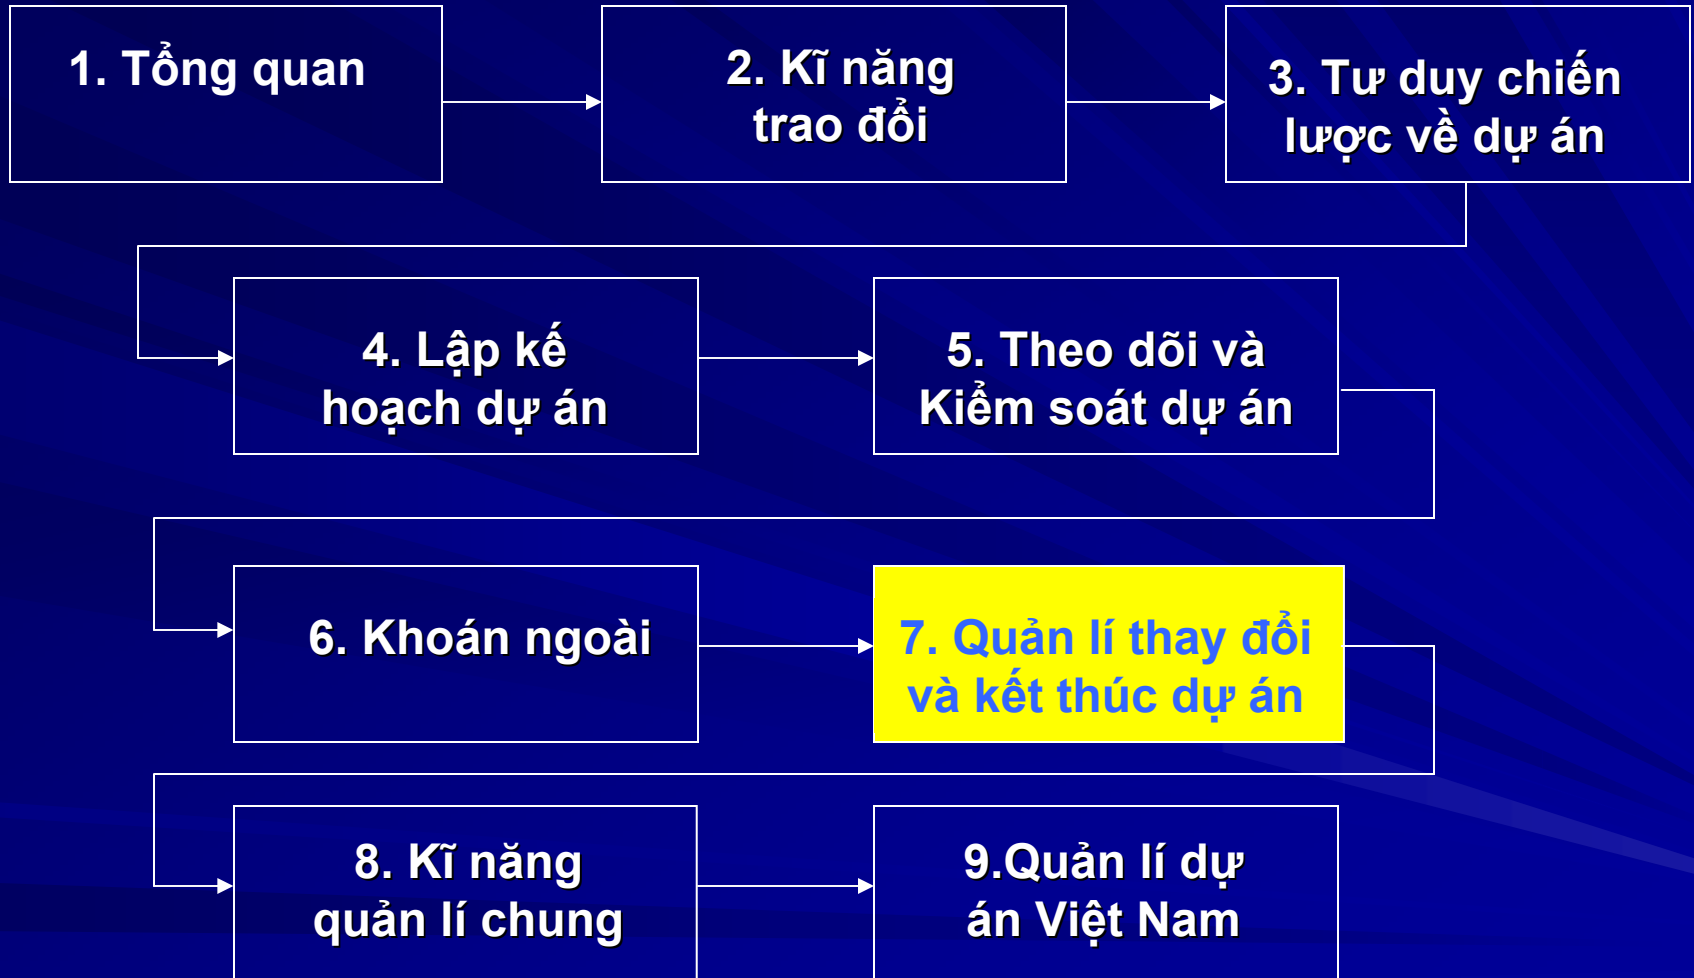 1. Tổng quan
2. Kĩ năng
trao đổi
3. Tư duy chiến
lược về dự án
4. Lập kế
hoạch dự án
5. Theo dõi và
Kiểm soát dự án
6. Khoán ngoài
7. Quản lí thay đổi
và kết thúc dự án
8. Kĩ năng
quản lí chung
9.Quản lí dự
án Việt Nam